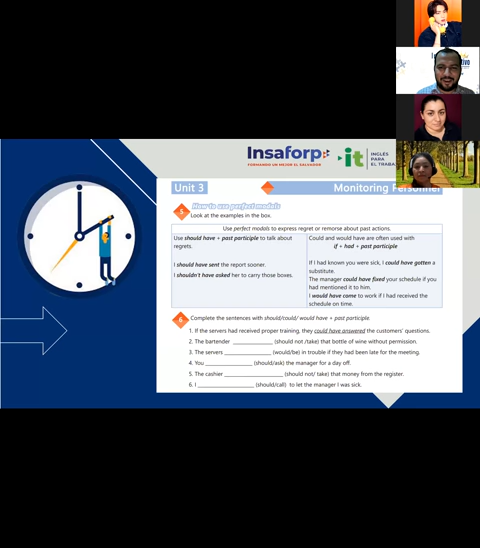 Insaforp
FORMANDO UN MEJOR EL SALVADOR
it
INGLÉS
PARA
EL TRABA
Unit 3
Monitoring Personnel
5
How to use perfect modals
Look at the examples in the box.
Use perfect modals to express regret or remorse about past actions.
Use should have + past participle to talk about
regrets.
I should have sent the report sooner.
I shouldn't have asked her to carry those boxes.
Could and would have are often used with
if + had + past participle
If I had known you were sick, I could have gotten a
substitute.
The manager could have fixed your schedule if you
had mentioned it to him.
I would have come to work if I had received the
schedule on time.
6
Complete the sentences with should/could/ would have + past participle.
1. If the servers had received proper training, they could have answered the customers' questions.
2. The bartender ______________ (should not /take) that bottle of wine without permission.
3. The servers ________________ (would/be) in trouble if they had been late for the meeting.
4. You ________________ (should/ask) the manager for a day off.
5. The cashier ____________________ (should not/ take) that money from the register.
6. I ____________________ (should/call) to let the manager I was sick.